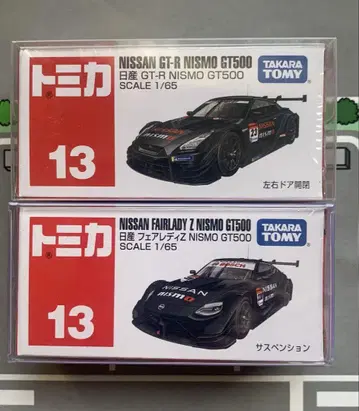 トミカ
13
NISSAN GT-R NISMO GT500
日産 GT-R NISMO GT500
SCALE 1/65
TAKARA
TOMY
23
左右ドア開閉
トミカ
13
NISSAN FAIRLADY Z NISMO GT500
日産 フェアレディZ NISMO GT500
SCALE 1/65
TAKARA
TOMY
NISSAN
nismo
サスペンション